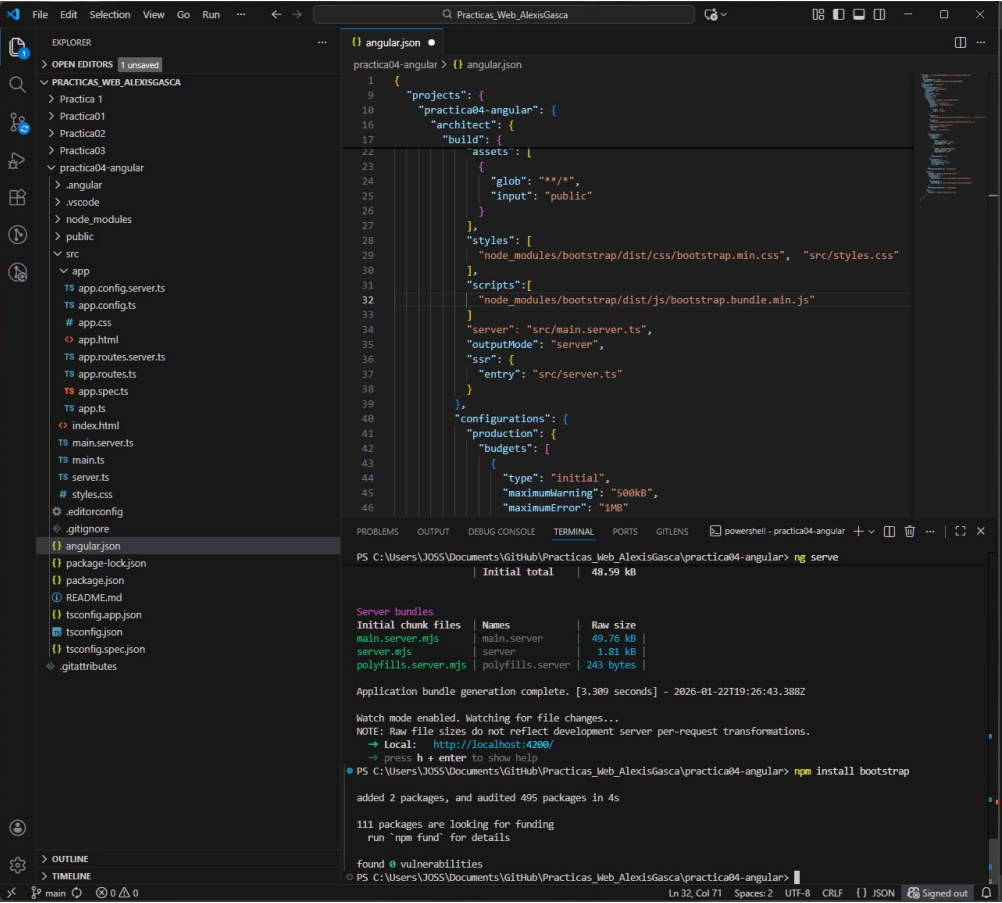 File Edit Selection View Go Run ··· Practicas_Web_AlexisGasca
EXPLORER ···
OPEN EDITORS 1 unsaved
PRACTICAS_WEB_ALEXISGASCA
Practica 1
Practica01
Practica02
Practica03
practica04-angular
.angular
.vscode
node_modules
public
src
app
TS app.config.server.ts
TS app.config.ts
# app.css
<> app.html
TS app.routes.server.ts
TS app.routes.ts
TS app.spec.ts
TS app.ts
<> index.html
TS main.server.ts
TS main.ts
TS server.ts
# styles.css
.editorconfig
.gitignore
{} angular.json
{} package-lock.json
{} package.json
README.md
{} tsconfig.app.json
tsconfig.json
{} tsconfig.spec.json
.gitattributes
OUTLINE
TIMELINE
{} angular.json ●
practica04-angular > {} angular.json
1 {
9 "projects": {
10 "practica04-angular": {
16 "architect": {
17 "build": {
22 "assets": [
23 {
24 "glob": "**/*",
25 "input": "public"
26 }
27 ],
28 "styles": [
29 "node_modules/bootstrap/dist/css/bootstrap.min.css", "src/styles.css"
30 ],
31 "scripts":[
32 "node_modules/bootstrap/dist/js/bootstrap.bundle.min.js"
33 ]
34 "server": "src/main.server.ts",
35 "outputMode": "server",
36 "ssr": {
37 "entry": "src/server.ts"
38 }
39 },
40 "configurations": {
41 "production": {
42 "budgets": [
43 {
44 "type": "initial",
45 "maximumWarning": "500kB",
46 "maximumError": "1MB"
PROBLEMS OUTPUT DEBUG CONSOLE TERMINAL PORTS GITLENS powershell - practica04-angular
PS C:\Users\JOSS\Documents\GitHub\Practicas_Web_AlexisGasca\practica04-angular> ng serve
| Initial total | 48.59 kB
Server bundles
Initial chunk files | Names | Raw size
main.server.mjs | main.server | 49.76 kB |
server.mjs | server | 1.81 kB |
polyfills.server.mjs | polyfills.server | 243 bytes |
Application bundle generation complete. [3.309 seconds] - 2026-01-22T19:26:43.388Z
Watch mode enabled. Watching for file changes...
NOTE: Raw file sizes do not reflect development server per-request transformations.
➜ Local: http://localhost:4200/
➜ press h + enter to show help
PS C:\Users\JOSS\Documents\GitHub\Practicas_Web_AlexisGasca\practica04-angular> npm install bootstrap
added 2 packages, and audited 495 packages in 4s
111 packages are looking for funding
run `npm fund` for details
found 0 vulnerabilities
PS C:\Users\JOSS\Documents\GitHub\Practicas_Web_AlexisGasca\practica04-angular>
main 0 0 Ln 32, Col 71 Spaces: 2 UTF-8 CRLF {} JSON Signed out